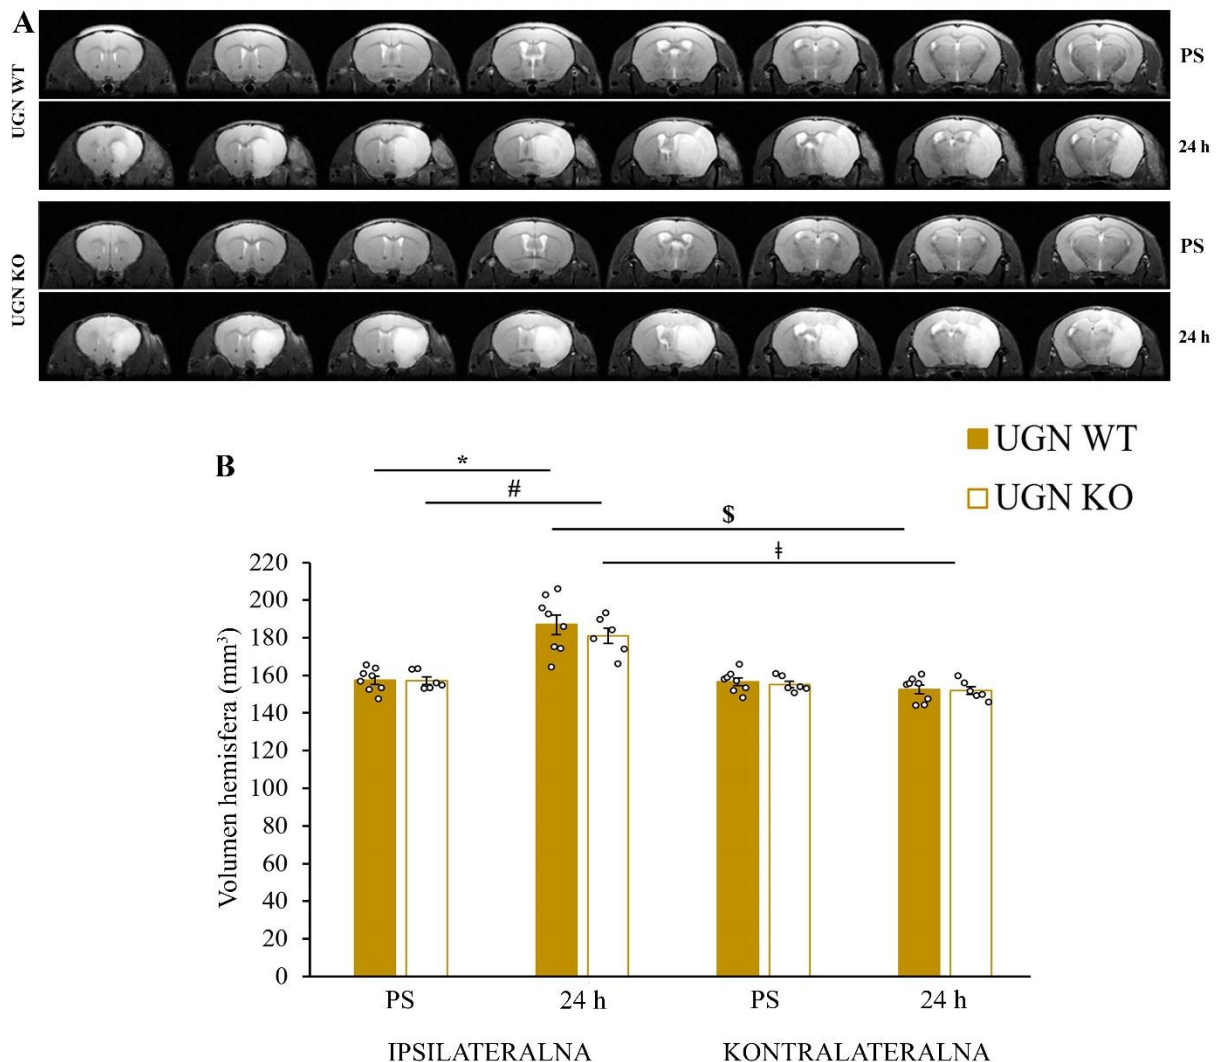 A
UGN WT
PS
24 h
UGN KO
PS
24 h
UGN WT
UGN KO
B
*
#
$
ǂ
Volumen hemisfera (mm³)
220
200
180
160
140
120
100
80
60
40
20
0
PS 24 h PS 24 h
IPSILATERALNA KONTRALATERALNA